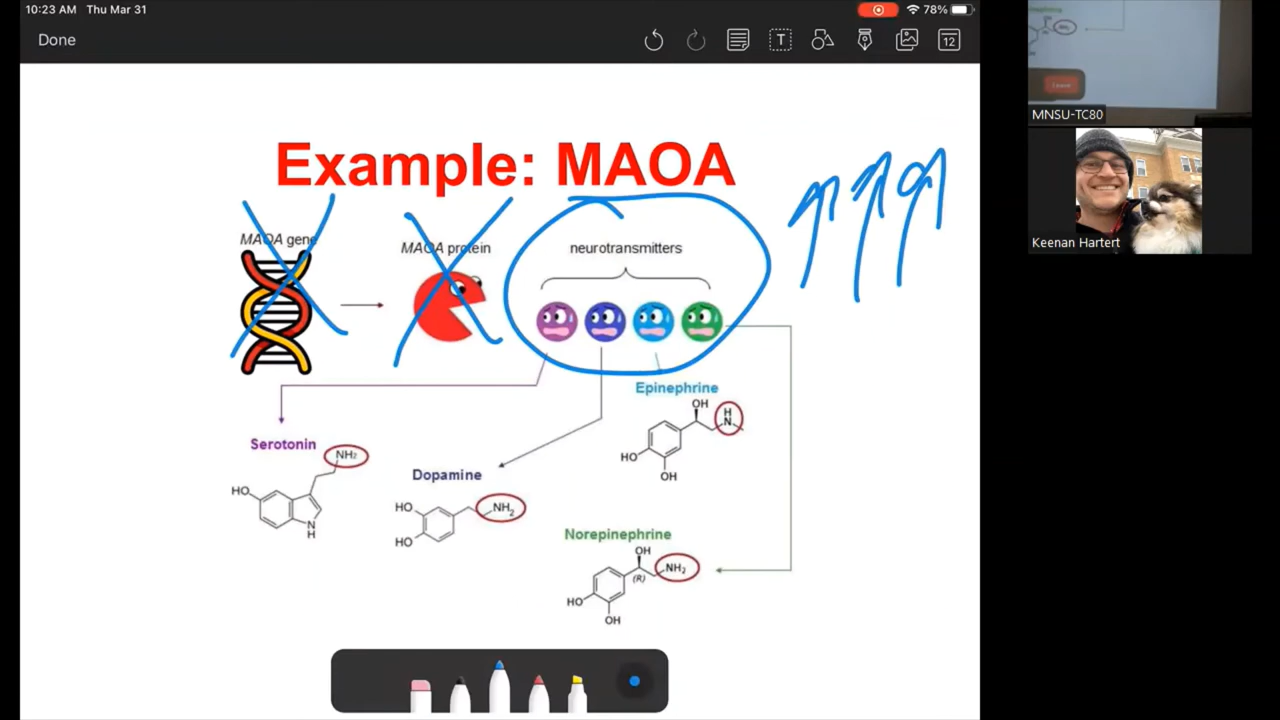 10:23 AM Thu Mar 31
78%
Done
T
12
Example: MAOA
MAOA gene
MAOA protein
neurotransmitters
Epinephrine
OH
H
N
HO
OH
Serotonin
NH2
HO
N
H
Dopamine
HO
NH2
HO
Norepinephrine
OH
NH2
(R)
HO
OH
MNSU-TC80
Keenan Hartert